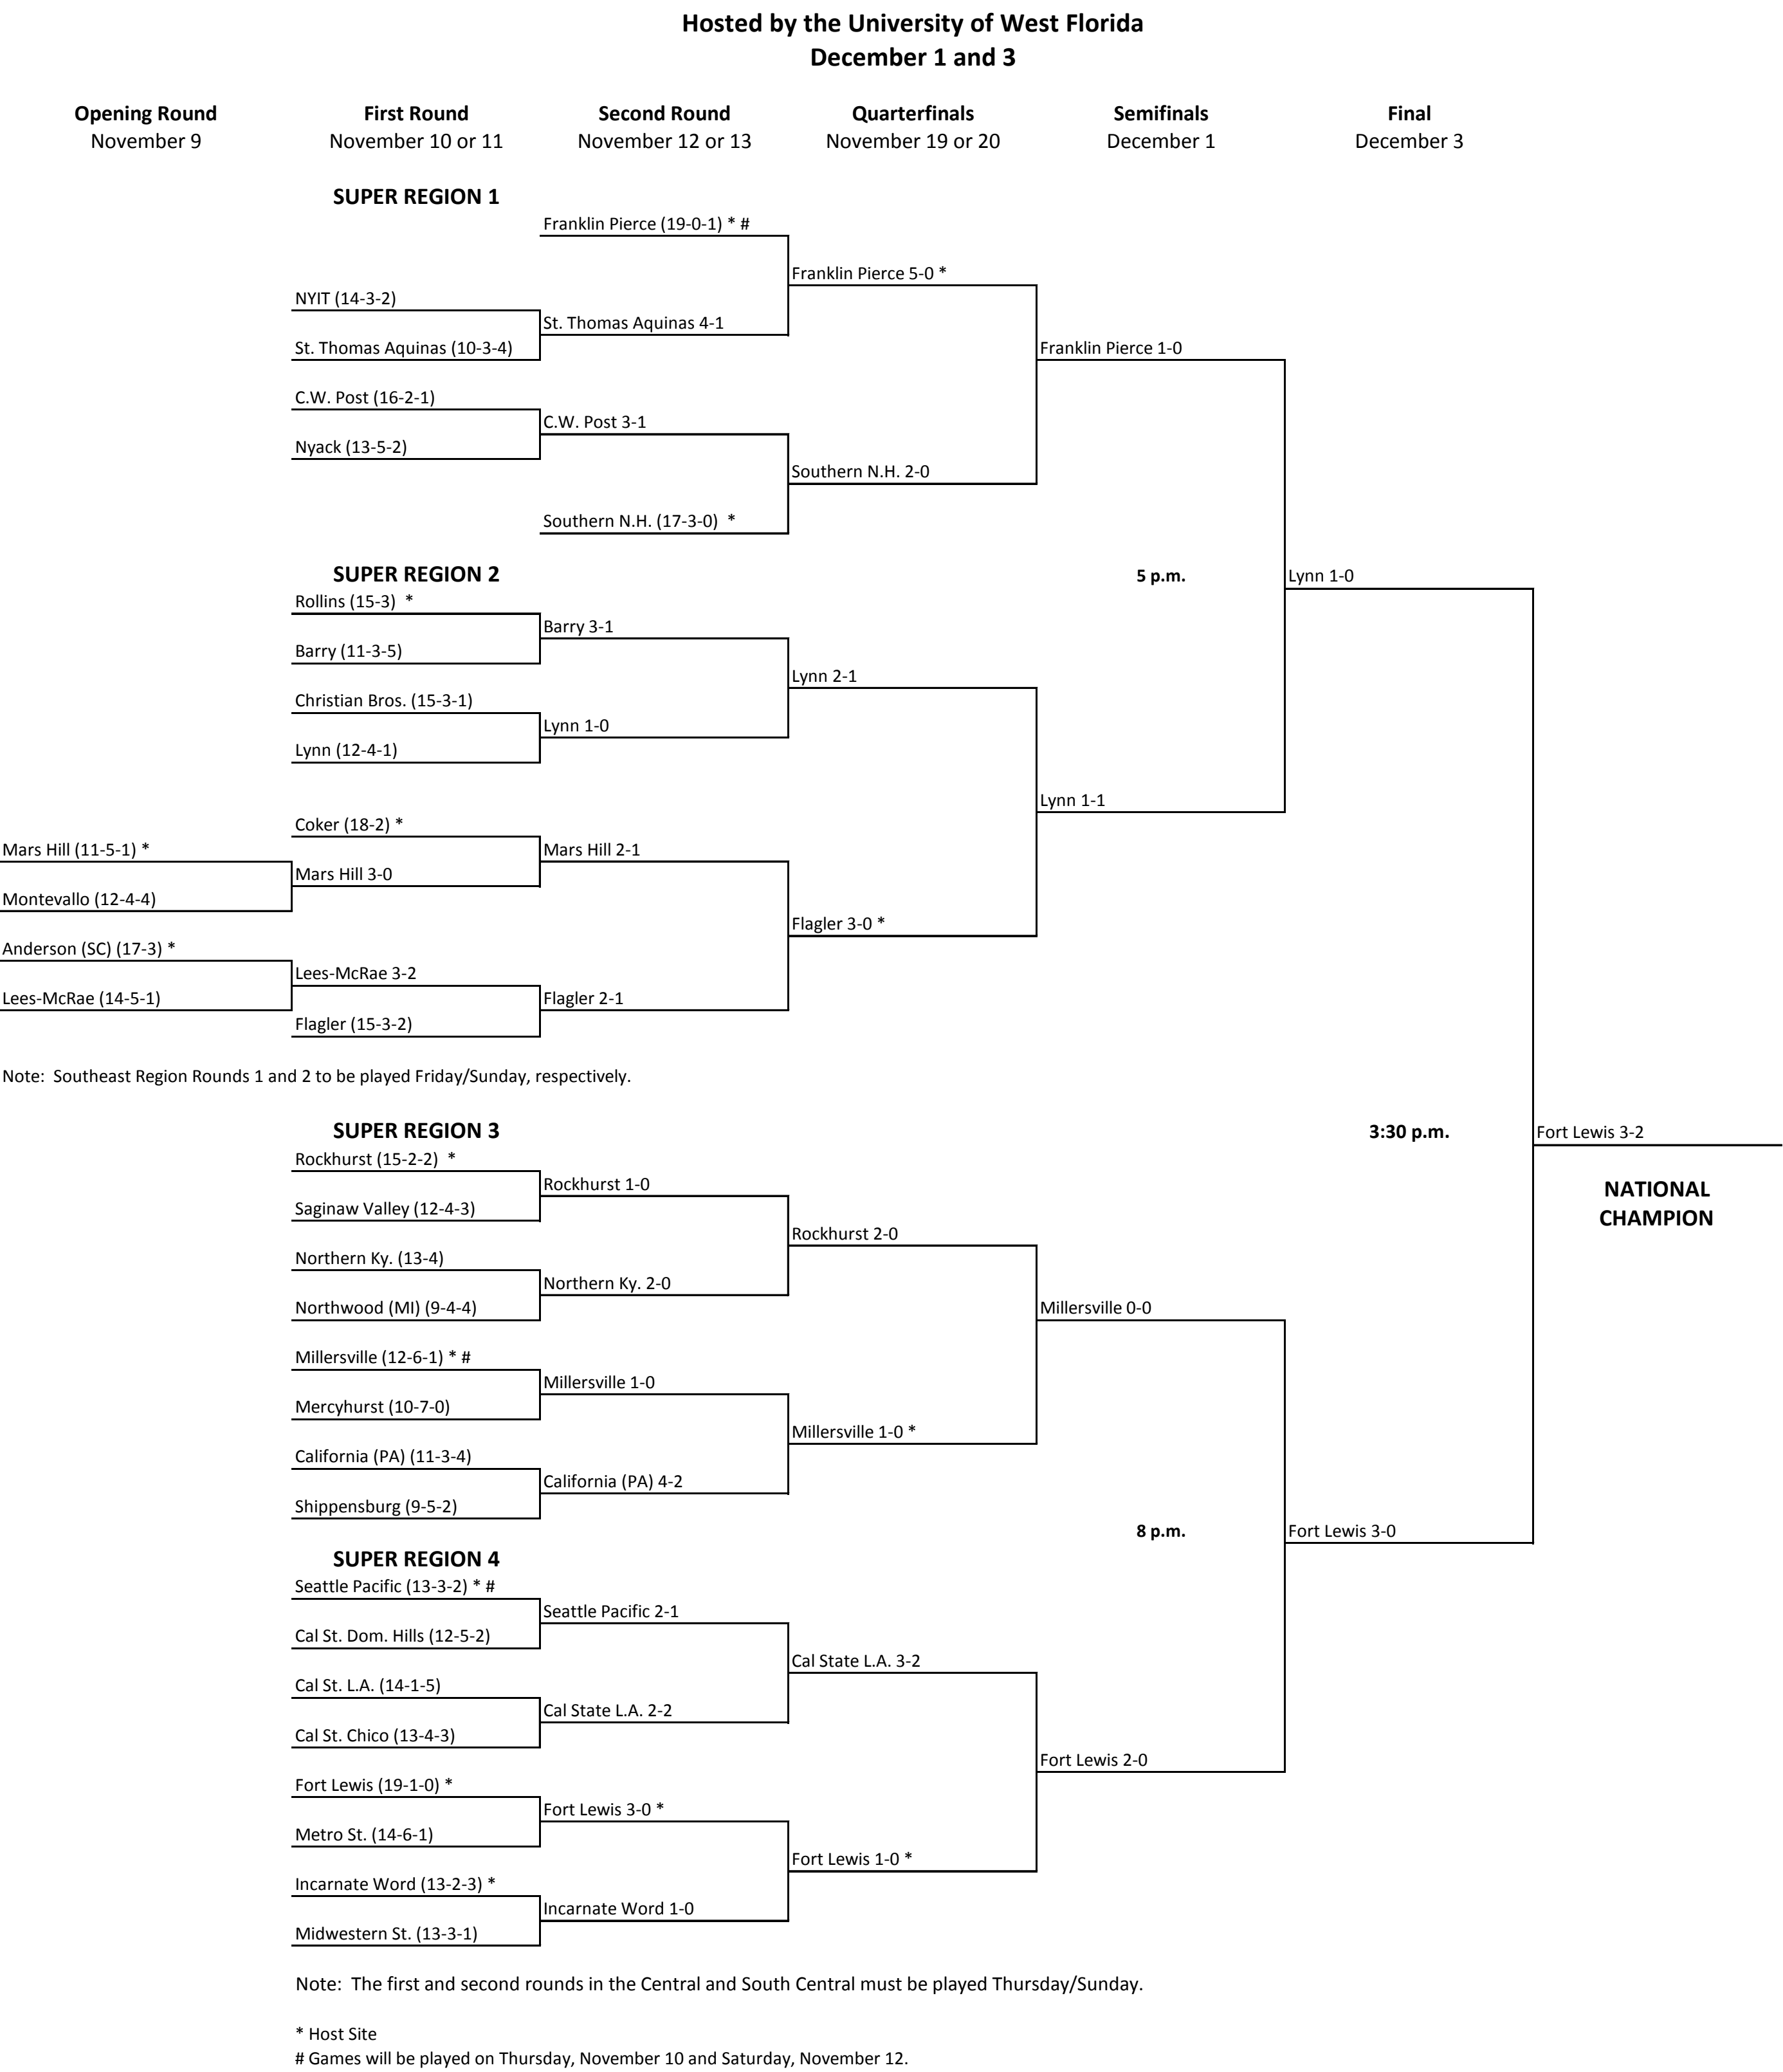 Hosted by the University of West Florida
December 1 and 3
Opening Round First Round Second Round Quarterfinals Semifinals Final
November 9 November 10 or 11 November 12 or 13 November 19 or 20 December 1 December 3
SUPER REGION 1
Franklin Pierce (19-0-1) * #
Franklin Pierce 5-0 *
NYIT (14-3-2)
St. Thomas Aquinas 4-1
St. Thomas Aquinas (10-3-4)
Franklin Pierce 1-0
C.W. Post (16-2-1)
C.W. Post 3-1
Nyack (13-5-2)
Southern N.H. 2-0
Southern N.H. (17-3-0) *
SUPER REGION 2
5 p.m.
Lynn 1-0
Rollins (15-3) *
Barry 3-1
Barry (11-3-5)
Lynn 2-1
Christian Bros. (15-3-1)
Lynn 1-0
Lynn (12-4-1)
Lynn 1-1
Coker (18-2) *
Mars Hill (11-5-1) *
Mars Hill 2-1
Mars Hill 3-0
Montevallo (12-4-4)
Flagler 3-0 *
Anderson (SC) (17-3) *
Lees-McRae 3-2
Lees-McRae (14-5-1)
Flagler 2-1
Flagler (15-3-2)
Note: Southeast Region Rounds 1 and 2 to be played Friday/Sunday, respectively.
SUPER REGION 3
3:30 p.m.
Fort Lewis 3-2
Rockhurst (15-2-2) *
Rockhurst 1-0
NATIONAL
CHAMPION
Saginaw Valley (12-4-3)
Rockhurst 2-0
Northern Ky. (13-4)
Northern Ky. 2-0
Northwood (MI) (9-4-4)
Millersville 0-0
Millersville (12-6-1) * #
Millersville 1-0
Mercyhurst (10-7-0)
Millersville 1-0 *
California (PA) (11-3-4)
California (PA) 4-2
Shippensburg (9-5-2)
8 p.m.
Fort Lewis 3-0
SUPER REGION 4
Seattle Pacific (13-3-2) * #
Seattle Pacific 2-1
Cal St. Dom. Hills (12-5-2)
Cal State L.A. 3-2
Cal St. L.A. (14-1-5)
Cal State L.A. 2-2
Cal St. Chico (13-4-3)
Fort Lewis 2-0
Fort Lewis (19-1-0) *
Fort Lewis 3-0 *
Metro St. (14-6-1)
Fort Lewis 1-0 *
Incarnate Word (13-2-3) *
Incarnate Word 1-0
Midwestern St. (13-3-1)
Note: The first and second rounds in the Central and South Central must be played Thursday/Sunday.
* Host Site
# Games will be played on Thursday, November 10 and Saturday, November 12.